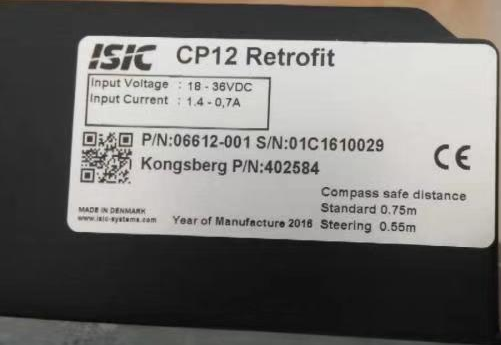 ISIC CP12 Retrofit
Input Voltage : 18 - 36VDC
Input Current : 1.4 - 0,7A
P/N:06612-001 S/N:01C1610029
Kongsberg P/N:402584
CE
Compass safe distance
Standard 0.75m
Steering 0.55m
MADE IN DENMARK
www.isic-systems.com
Year of Manufacture 2016